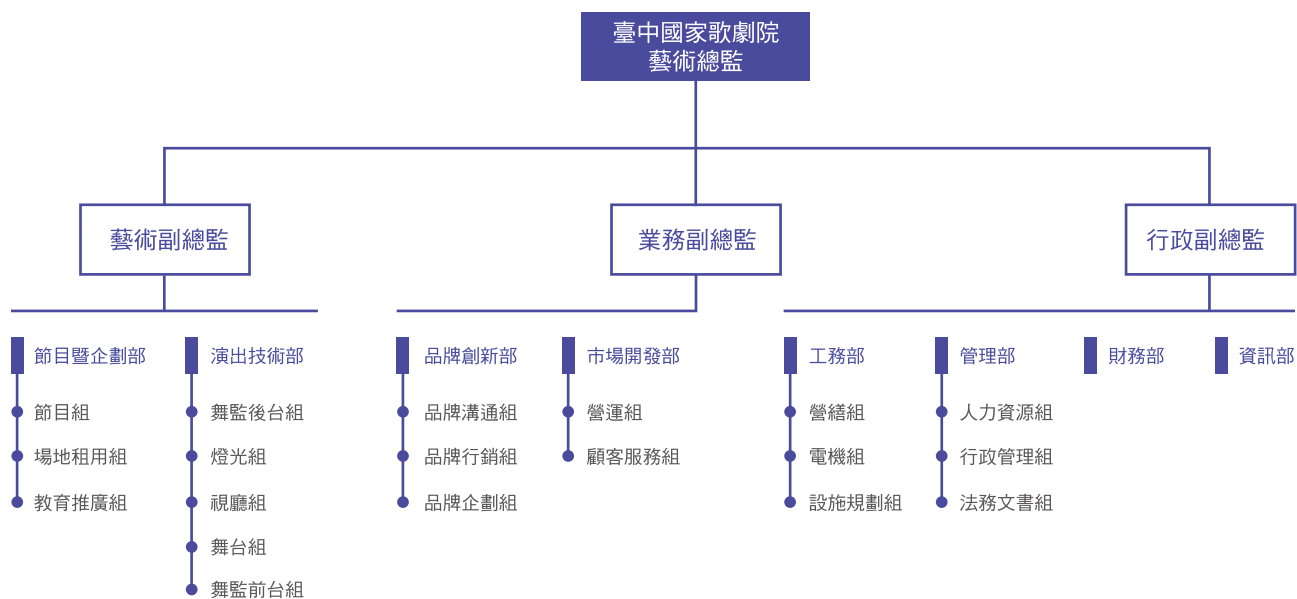 臺中國家歌劇院
藝術總監
藝術副總監
業務副總監
行政副總監
節目暨企劃部
節目組
場地租用組
教育推廣組
演出技術部
舞監後台組
燈光組
視廳組
舞台組
舞監前台組
品牌創新部
品牌溝通組
品牌行銷組
品牌企劃組
市場開發部
營運組
顧客服務組
工務部
營繕組
電機組
設施規劃組
管理部
人力資源組
行政管理組
法務文書組
財務部
資訊部